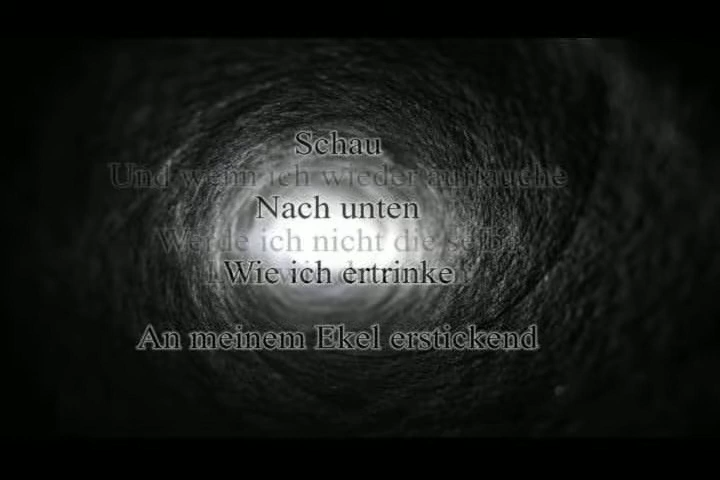 Schau
Und wenn ich wieder auftauche
Nach unten
Werde ich nicht die selbe
Wie ich ertrinke
An meinem Ekel erstickend